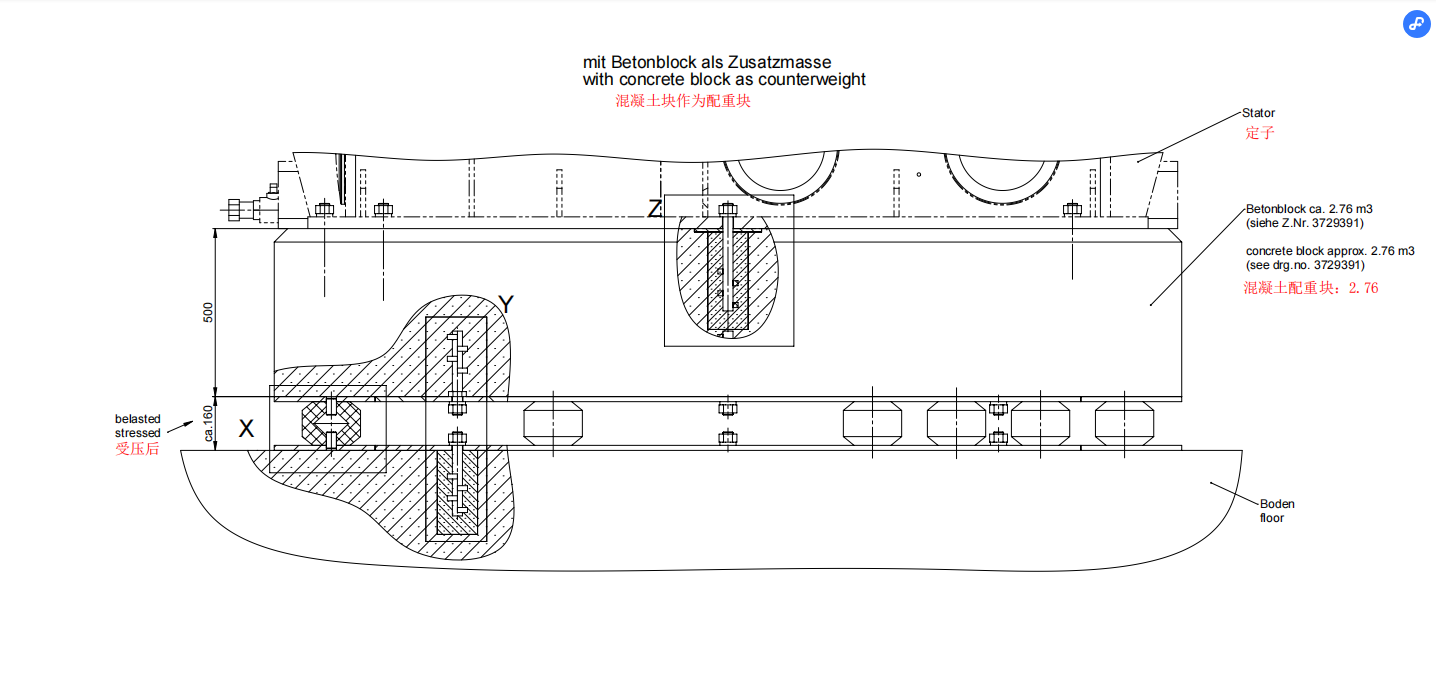 mit Betonblock als Zusatzmasse
with concrete block as counterweight
混凝土块作为配重块
Stator
定子
Z
Betonblock ca. 2.76 m3
(siehe Z.Nr. 3729391)
concrete block approx. 2.76 m3
(see drg.no. 3729391)
混凝土配重块：2.76
500
Y
belasted
stressed
受压后
ca.160
X
Boden
floor